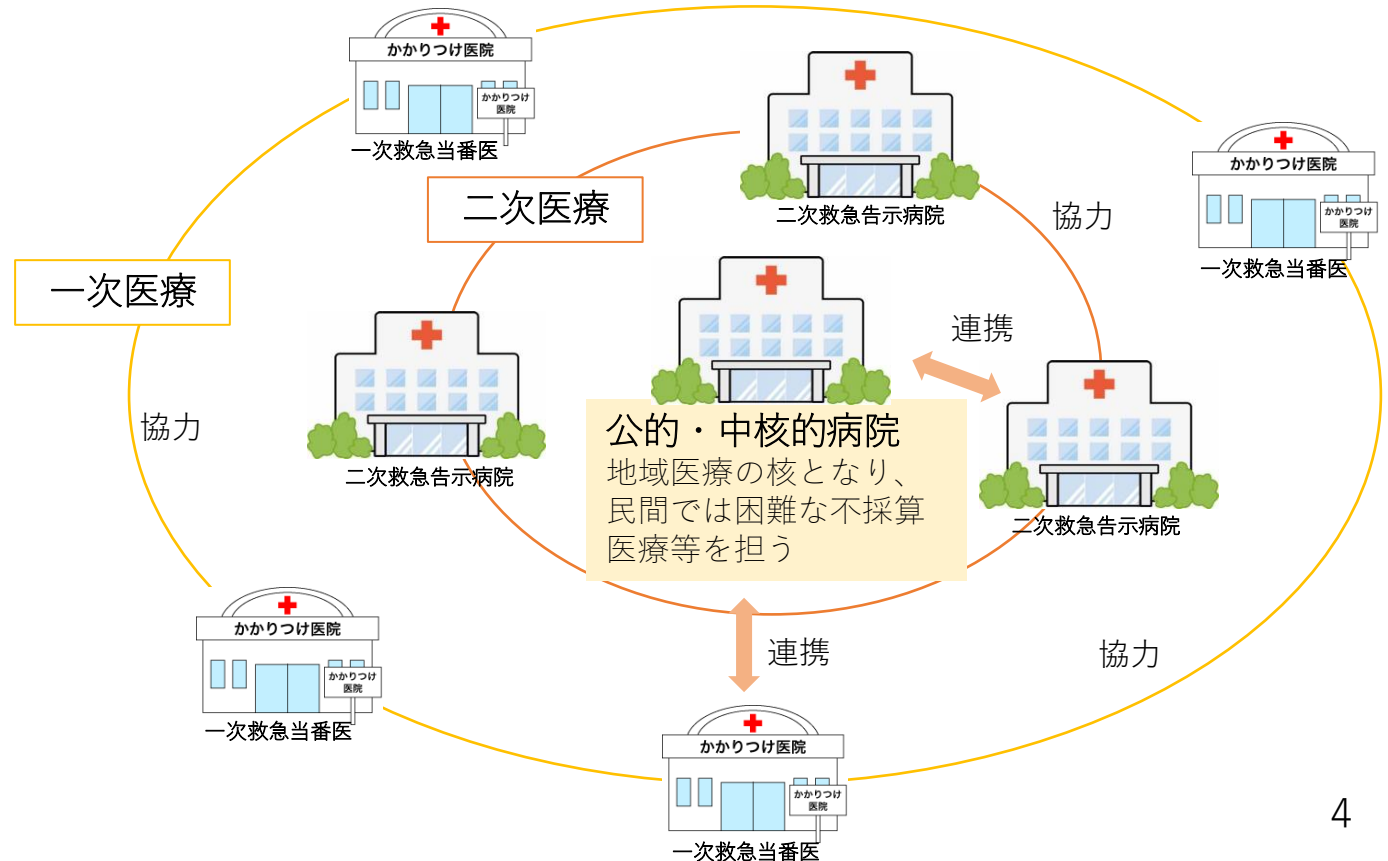 かかりつけ医院
かかりつけ
医院
一次救急当番医
二次救急告示病院
協力
かかりつけ医院
かかりつけ
医院
一次救急当番医
二次医療
一次医療
連携
協力
二次救急告示病院
公的・中核的病院
地域医療の核となり、
民間では困難な不採算
医療等を担う
二次救急告示病院
かかりつけ医院
かかりつけ
医院
一次救急当番医
連携
協力
かかりつけ医院
かかりつけ
医院
一次救急当番医
4